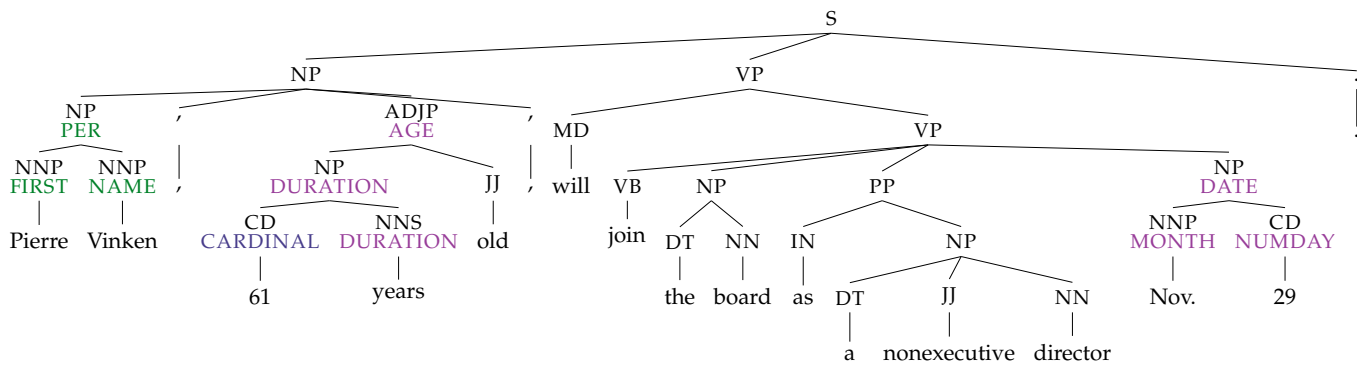 S
NP VP .
NP , ADJP ,
PER AGE MD VP .
NNP NNP NP NP
FIRST NAME , DURATION JJ , will VB NP PP DATE
CD NNS NNP CD
Pierre Vinken CARDINAL DURATION old join DT NN IN NP MONTH NUMDAY
61 years the board as DT JJ NN Nov. 29
a nonexecutive director